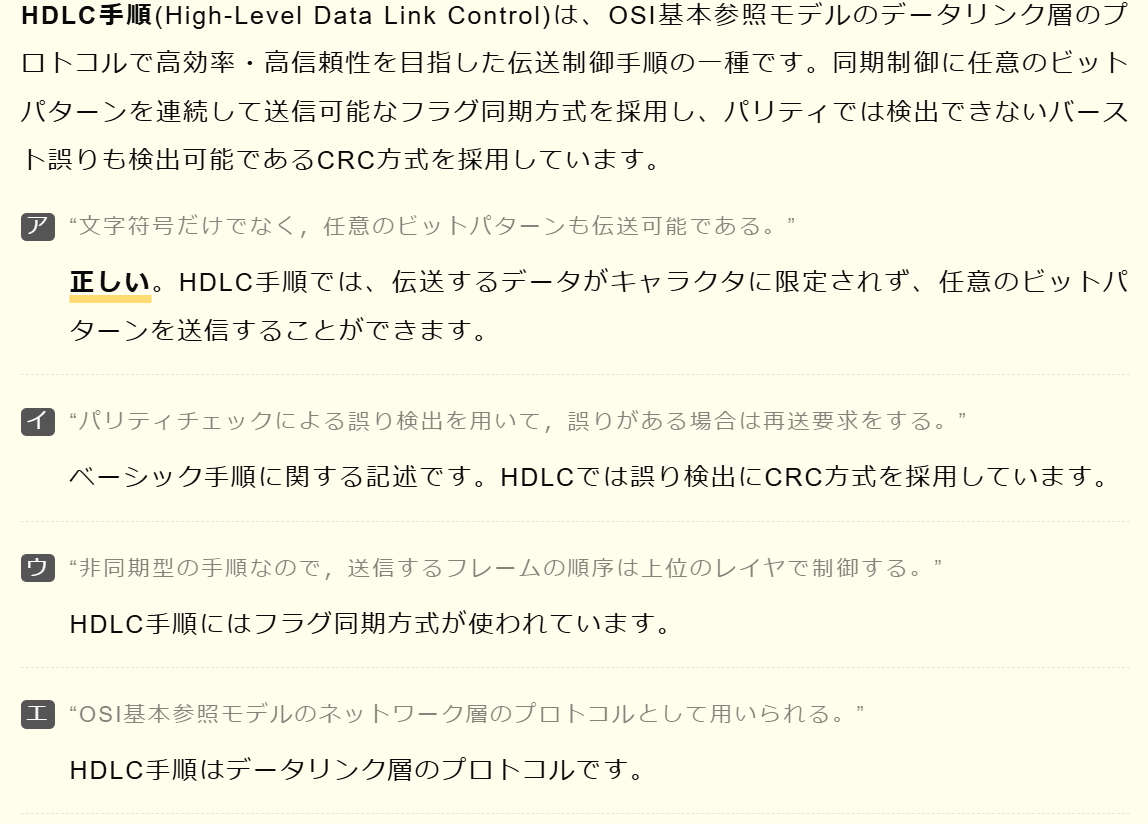 HDLC手順(High-Level Data Link Control)は、OSI基本参照モデルのデータリンク層のプ
ロトコルで高効率・高信頼性を目指した伝送制御手順の一種です。同期制御に任意のビット
パターンを連続して送信可能なフラグ同期方式を採用し、パリティでは検出できないバース
ト誤りも検出可能であるCRC方式を採用しています。
ア “文字符号だけでなく，任意のビットパターンも伝送可能である。”
正しい。HDLC手順では、伝送するデータがキャラクタに限定されず、任意のビットパ
ターンを送信することができます。
イ “パリティチェックによる誤り検出を用いて，誤りがある場合は再送要求をする。”
ベーシック手順に関する記述です。HDLCでは誤り検出にCRC方式を採用しています。
ウ “非同期型の手順なので，送信するフレームの順序は上位のレイヤで制御する。”
HDLC手順にはフラグ同期方式が使われています。
エ “OSI基本参照モデルのネットワーク層のプロトコルとして用いられる。”
HDLC手順はデータリンク層のプロトコルです。